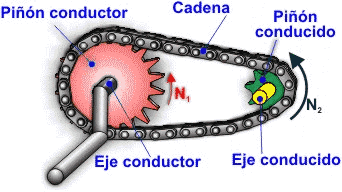 Piñón conductor
Cadena
Piñón
conducido
N1
N2
Eje conductor
Eje conducido